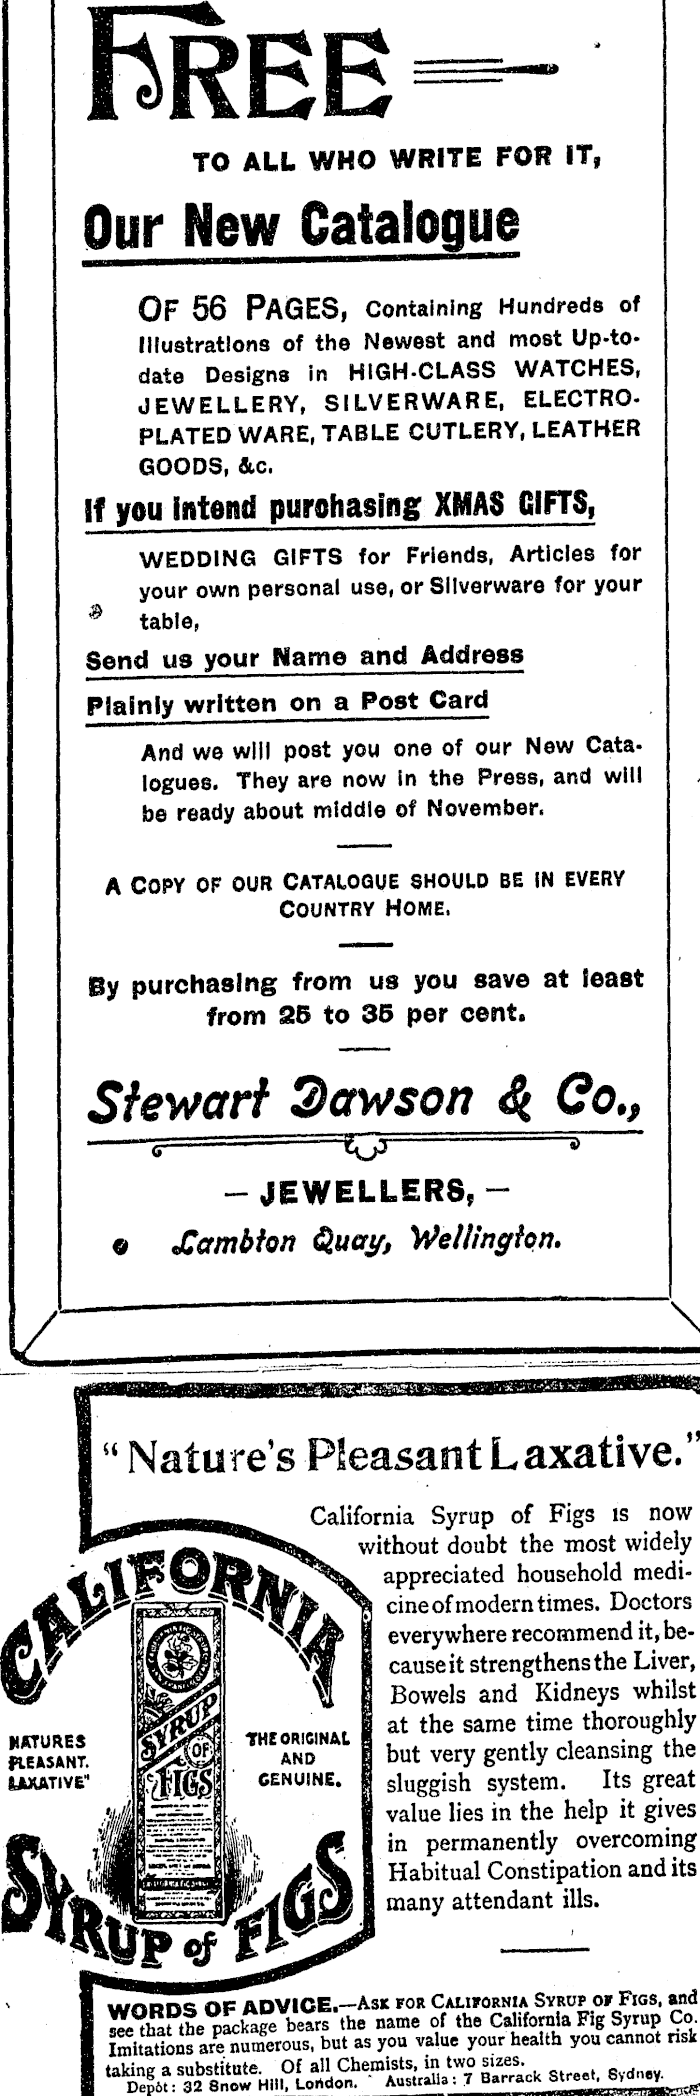 FREE
TO ALL WHO WRITE FOR IT,
Our New Catalogue
OF 56 PAGES, Containing Hundreds of
Illustrations of the Newest and most Up-to-
date Designs in HIGH-CLASS WATCHES,
JEWELLERY, SILVERWARE, ELECTRO-
PLATED WARE, TABLE CUTLERY, LEATHER
GOODS, &c.
If you intend purchasing XMAS GIFTS,
WEDDING GIFTS for Friends, Articles for
your own personal use, or Silverware for your
table,
Send us your Name and Address
Plainly written on a Post Card
And we will post you one of our New Cata-
logues. They are now in the Press, and will
be ready about middle of November.
A COPY OF OUR CATALOGUE SHOULD BE IN EVERY
COUNTRY HOME.
By purchasing from us you save at least
from 25 to 35 per cent.
Stewart Dawson & Co.,
— JEWELLERS, —
Lambton Quay, Wellington.
"Nature's Pleasant Laxative."
California Syrup of Figs is now
without doubt the most widely
appreciated household medi-
cine of modern times. Doctors
everywhere recommend it, be-
cause it strengthens the Liver,
Bowels and Kidneys whilst
at the same time thoroughly
but very gently cleansing the
sluggish system. Its great
value lies in the help it gives
in permanently overcoming
Habitual Constipation and its
many attendant ills.
CALIFORNIA
SYRUP
OF
FIGS
NATURES
PLEASANT.
LAXATIVE"
THE ORIGINAL
AND
GENUINE.
SYRUP of FIGS
WORDS OF ADVICE.—ASK FOR CALIFORNIA SYRUP OF FIGS, and
see that the package bears the name of the California Fig Syrup Co.
Imitations are numerous, but as you value your health you cannot risk
taking a substitute. Of all Chemists, in two sizes.
Depôt: 32 Snow Hill, London. Australia: 7 Barrack Street, Sydney.